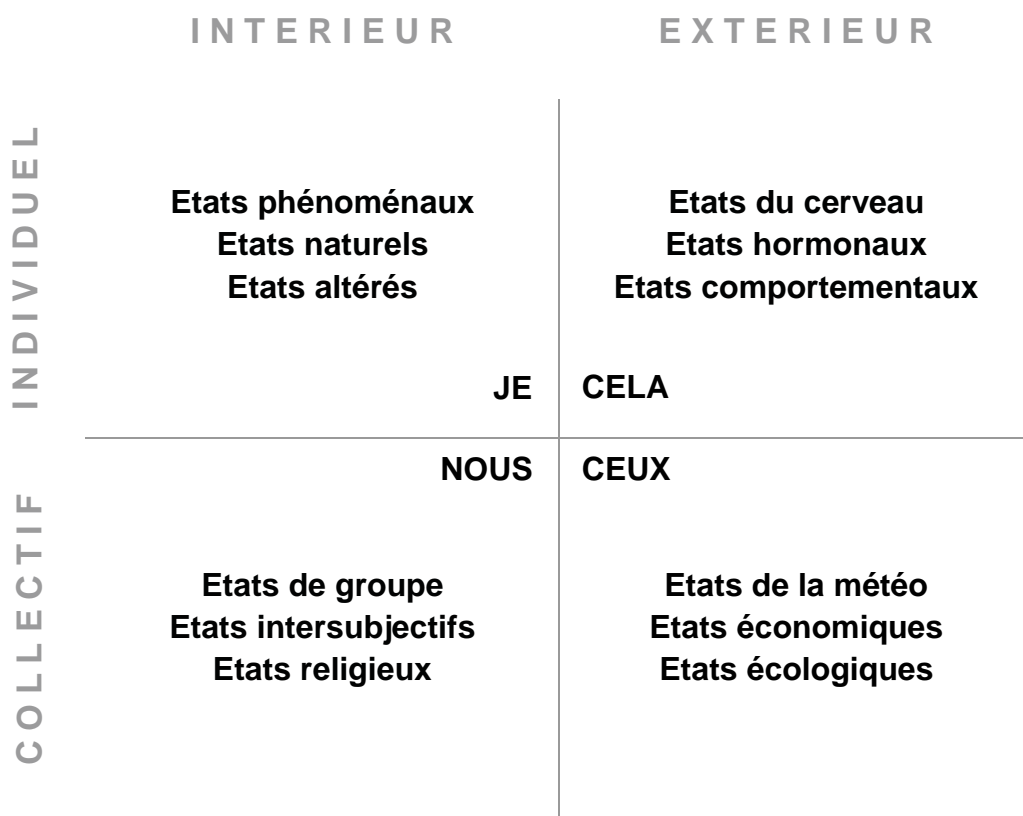 INTERIEUR
EXTERIEUR
INDIVIDUEL
Etats phénoménaux
Etats naturels
Etats altérés
JE
Etats du cerveau
Etats hormonaux
Etats comportementaux
CELA
COLLECTIF
NOUS
Etats de groupe
Etats intersubjectifs
Etats religieux
CEUX
Etats de la météo
Etats économiques
Etats écologiques